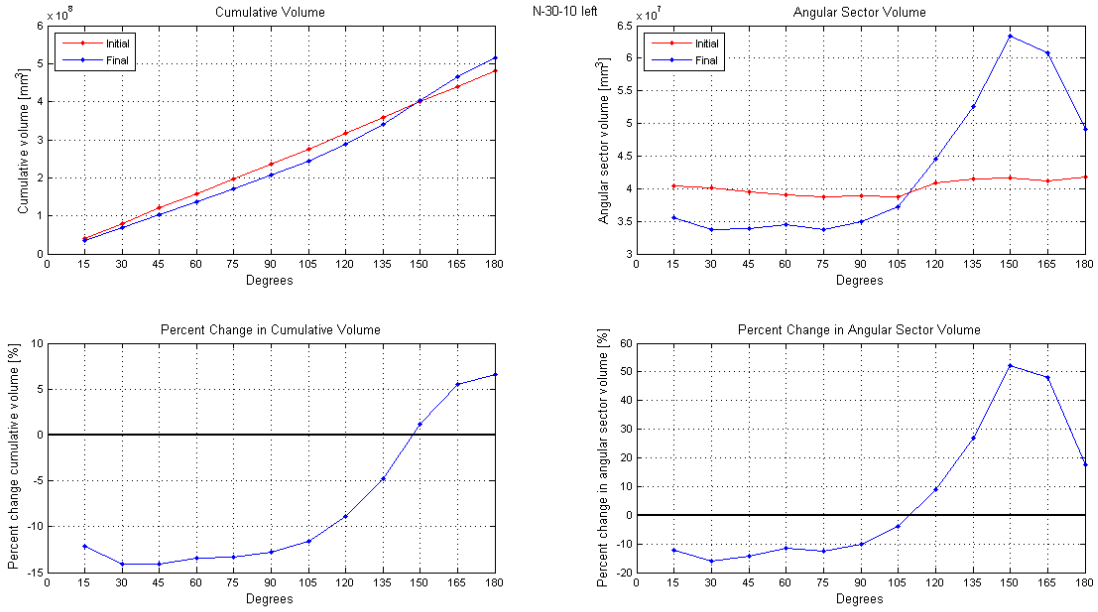 N-30-10 left
Cumulative Volume
× 10^8
Initial
Final
Cumulative volume [mm^3]
6
5
4
3
2
1
0
0 15 30 45 60 75 90 105 120 135 150 165 180
Degrees
Angular Sector Volume
× 10^7
Initial
Final
Angular sector volume [mm^3]
6.5
6
5.5
5
4.5
4
3.5
3
0 15 30 45 60 75 90 105 120 135 150 165 180
Degrees
Percent Change in Cumulative Volume
Percent change cumulative volume [%]
10
5
0
-5
-10
-15
0 15 30 45 60 75 90 105 120 135 150 165 180
Degrees
Percent Change in Angular Sector Volume
Percent change in angular sector volume [%]
60
50
40
30
20
10
0
-10
-20
0 15 30 45 60 75 90 105 120 135 150 165 180
Degrees